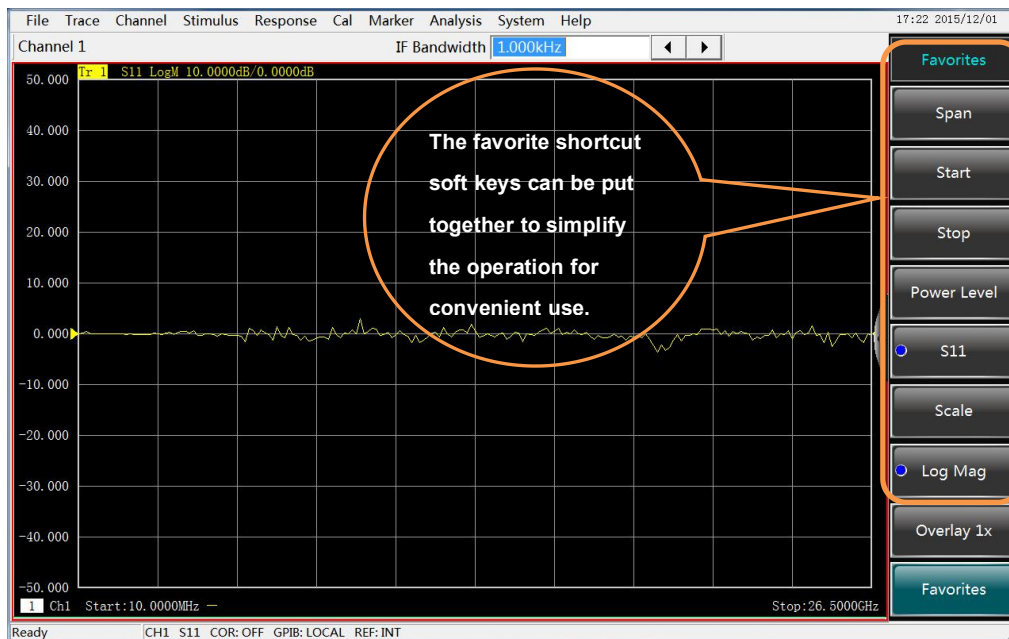 File Trace Channel Stimulus Response Cal Marker Analysis System Help
17:22 2015/12/01
Channel 1
IF Bandwidth 1.000kHz
Tr 1 S11 LogM 10.0000dB/0.0000dB
50.000
40.000
30.000
20.000
10.000
0.000
-10.000
-20.000
-30.000
-40.000
-50.000
The favorite shortcut
soft keys can be put
together to simplify
the operation for
convenient use.
1 Ch1 Start:10.0000MHz —
Stop:26.5000GHz
Favorites
Span
Start
Stop
Power Level
S11
Scale
Log Mag
Overlay 1x
Favorites
Ready CH1 S11 COR: OFF GPIB: LOCAL REF: INT